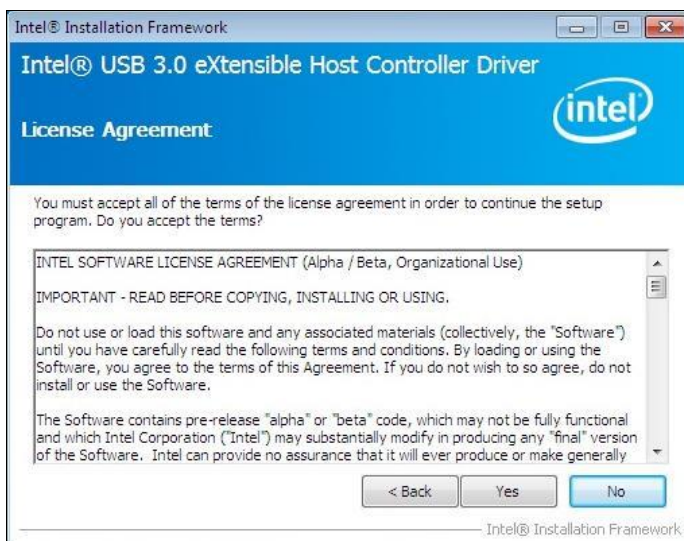 Intel® Installation Framework
Intel® USB 3.0 eXtensible Host Controller Driver
License Agreement
intel
You must accept all of the terms of the license agreement in order to continue the setup
program. Do you accept the terms?
INTEL SOFTWARE LICENSE AGREEMENT (Alpha / Beta, Organizational Use)
IMPORTANT - READ BEFORE COPYING, INSTALLING OR USING.
Do not use or load this software and any associated materials (collectively, the "Software")
until you have carefully read the following terms and conditions. By loading or using the
Software, you agree to the terms of this Agreement. If you do not wish to so agree, do not
install or use the Software.
The Software contains pre-release "alpha" or "beta" code, which may not be fully functional
and which Intel Corporation ("Intel") may substantially modify in producing any "final" version
of the Software.  Intel can provide no assurance that it will ever produce or make generally
< Back
Yes
No
Intel® Installation Framework